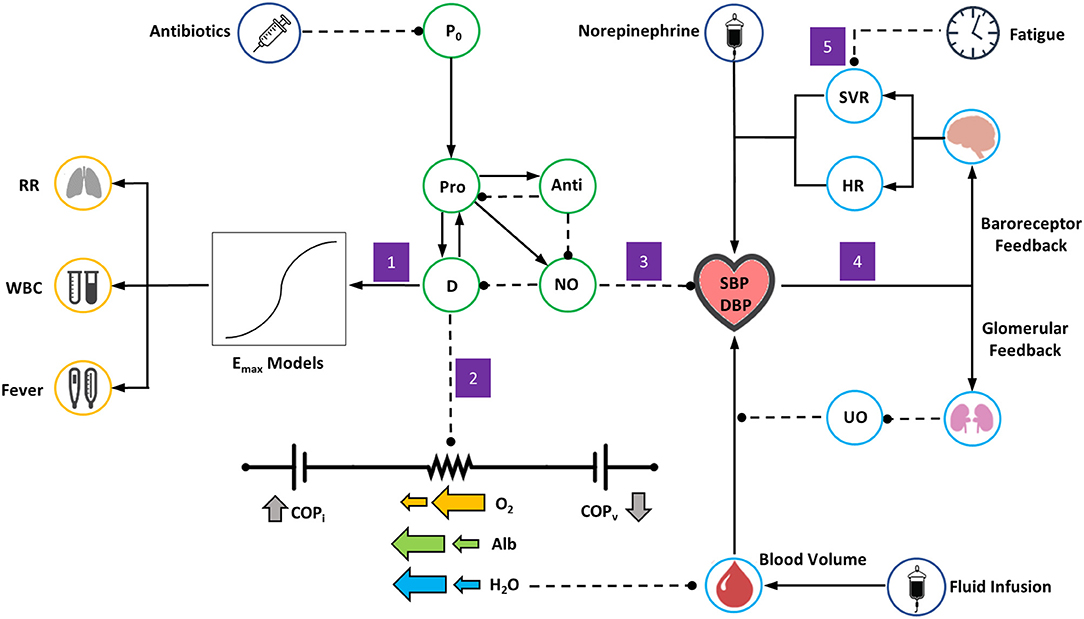 Antibiotics
P0
Norepinephrine
5
Fatigue
SVR
RR
Pro
Anti
HR
Baroreceptor
Feedback
1
3
4
WBC
D
NO
SBP
DBP
Emax Models
Glomerular
Feedback
2
Fever
UO
COPi
O2
COPv
Alb
Blood Volume
H2O
Fluid Infusion